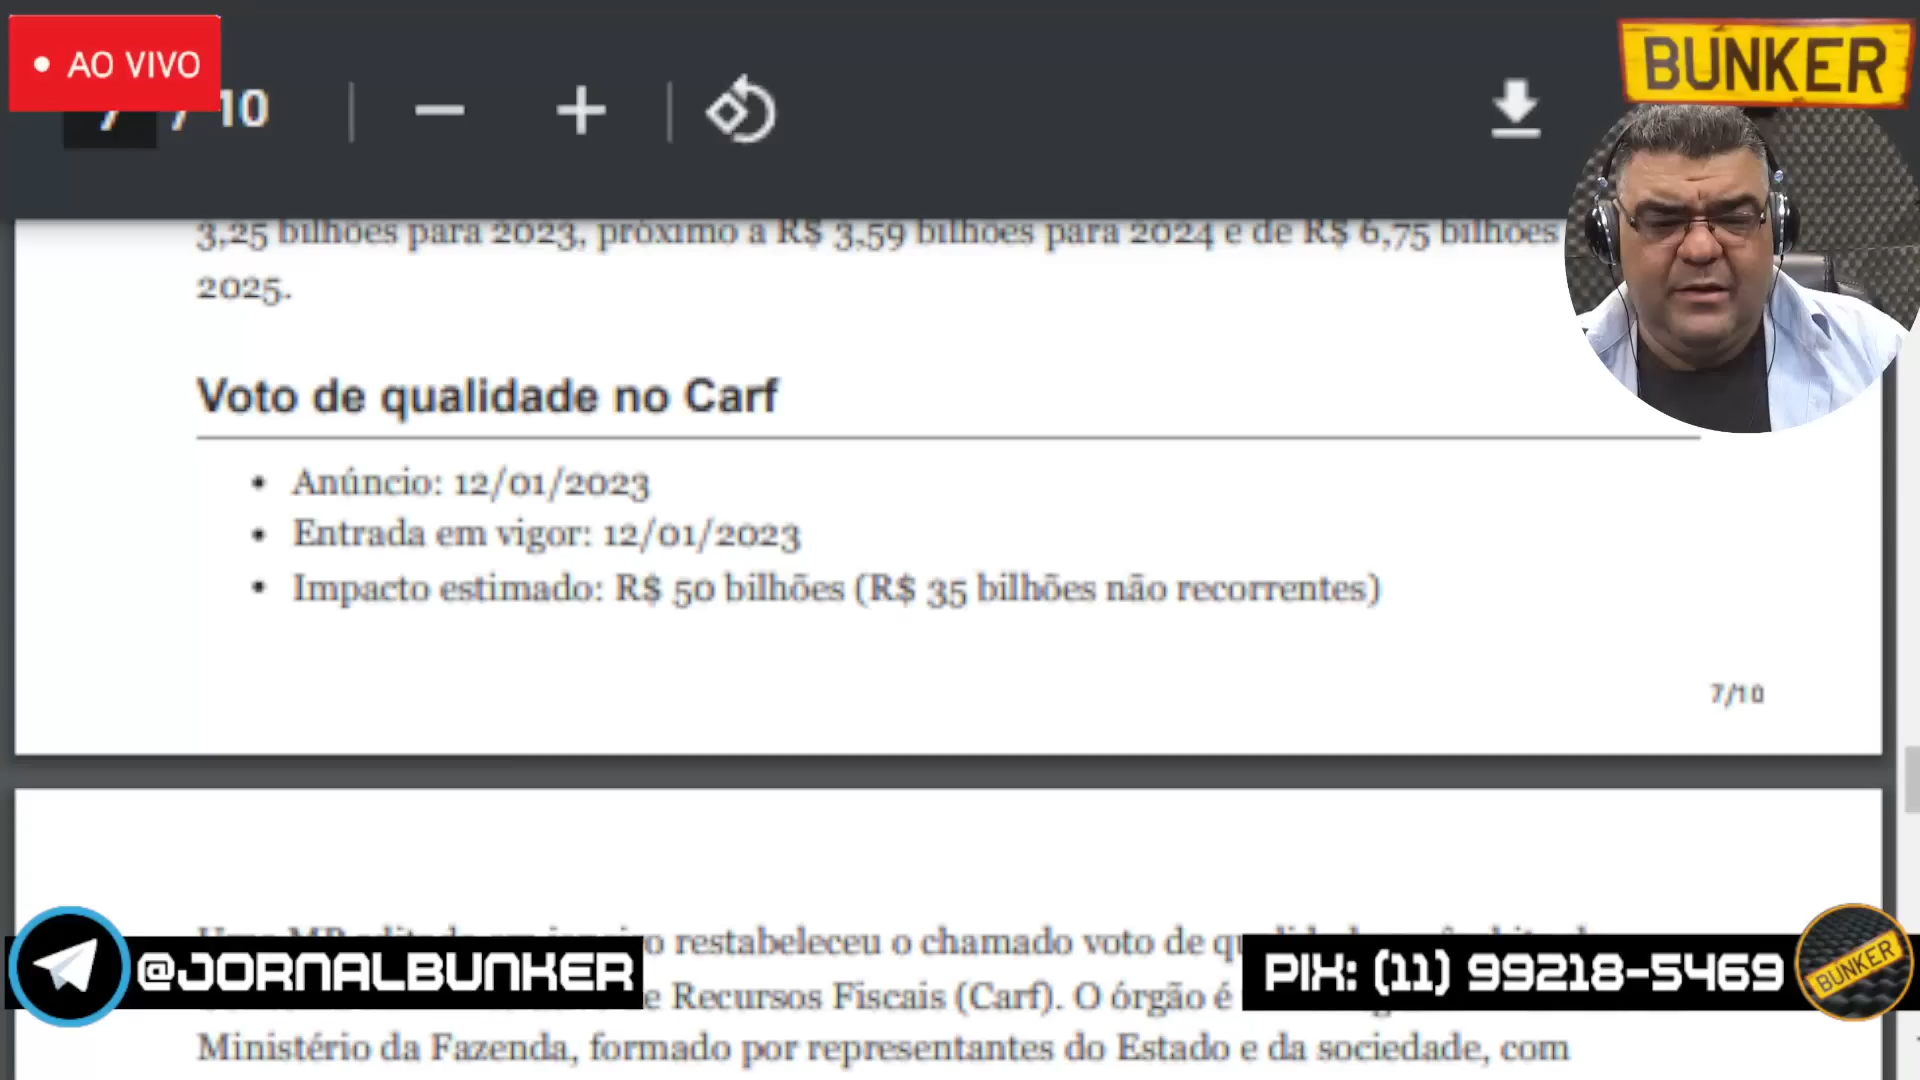 AO VIVO
/ 10
BUNKER
3,25 bilhões para 2023, próximo a R$ 3,59 bilhões para 2024 e de R$ 6,75 bilhões
2025.
Voto de qualidade no Carf
• Anúncio: 12/01/2023
• Entrada em vigor: 12/01/2023
• Impacto estimado: R$ 50 bilhões (R$ 35 bilhões não recorrentes)
7/10
restabeleceu o chamado voto de
@JORNALBUNKER
PIX: (11) 99218-5469
BUNKER
e Recursos Fiscais (Carf). O órgão é
Ministério da Fazenda, formado por representantes do Estado e da sociedade, com